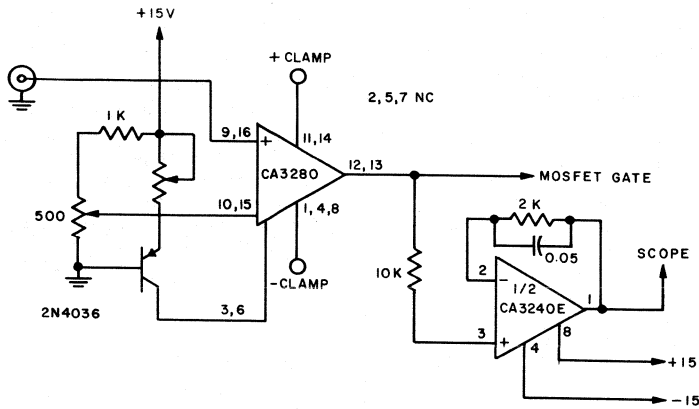 +15V
+ CLAMP
2,5,7 NC
1K
9,16
11,14
+
CA3280
12,13
MOSFET GATE
500
10,15
1, 4,8
2K
-CLAMP
10K
0.05
SCOPE
2
-
1/2
CA3240E
1
2N4036
3,6
3
+
8
4
+15
-15